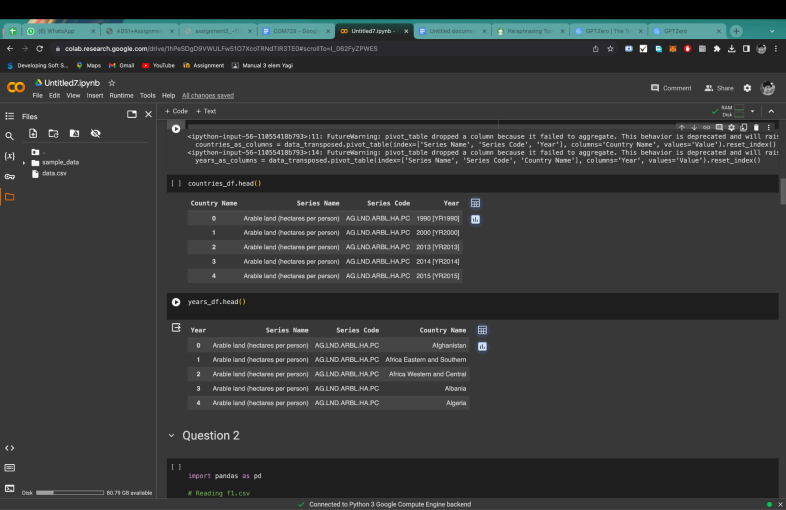 (6) WhatsApp
ADS1+Assignmen
assignment2_+1
COM728 - Googl
Untitled7.ipynb -
Untitled docume
Paraphrasing Too
GPTZero | The T
GPTZero
colab.research.google.com/drive/1hPeSDgD9VWULFwS1O7XcoTRNdTIR3TE0#scrollTo=I_062FyZPWES
Developing Soft S... Maps Gmail YouTube Assignment Manual 3 elem Yagi
Untitled7.ipynb
File Edit View Insert Runtime Tools Help All changes saved
Comment Share
Files
+ Code + Text
RAM
Disk
..
sample_data
data.csv
<ipython-input-56-11055418b793>:11: FutureWarning: pivot_table dropped a column because it failed to aggregate. This behavior is deprecated and will rais
countries_as_columns = data_transposed.pivot_table(index=['Series Name', 'Series Code', 'Year'], columns='Country Name', values='Value').reset_index()
<ipython-input-56-11055418b793>:14: FutureWarning: pivot_table dropped a column because it failed to aggregate. This behavior is deprecated and will rais
years_as_columns = data_transposed.pivot_table(index=['Series Name', 'Series Code', 'Country Name'], columns='Year', values='Value').reset_index()
[ ] countries_df.head()
Country Name Series Name Series Code Year
0 Arable land (hectares per person) AG.LND.ARBL.HA.PC 1990 [YR1990]
1 Arable land (hectares per person) AG.LND.ARBL.HA.PC 2000 [YR2000]
2 Arable land (hectares per person) AG.LND.ARBL.HA.PC 2013 [YR2013]
3 Arable land (hectares per person) AG.LND.ARBL.HA.PC 2014 [YR2014]
4 Arable land (hectares per person) AG.LND.ARBL.HA.PC 2015 [YR2015]
years_df.head()
Year Series Name Series Code Country Name
0 Arable land (hectares per person) AG.LND.ARBL.HA.PC Afghanistan
1 Arable land (hectares per person) AG.LND.ARBL.HA.PC Africa Eastern and Southern
2 Arable land (hectares per person) AG.LND.ARBL.HA.PC Africa Western and Central
3 Arable land (hectares per person) AG.LND.ARBL.HA.PC Albania
4 Arable land (hectares per person) AG.LND.ARBL.HA.PC Algeria
Question 2
[ ]
import pandas as pd
# Reading f1.csv
Disk 80.79 GB available
Connected to Python 3 Google Compute Engine backend